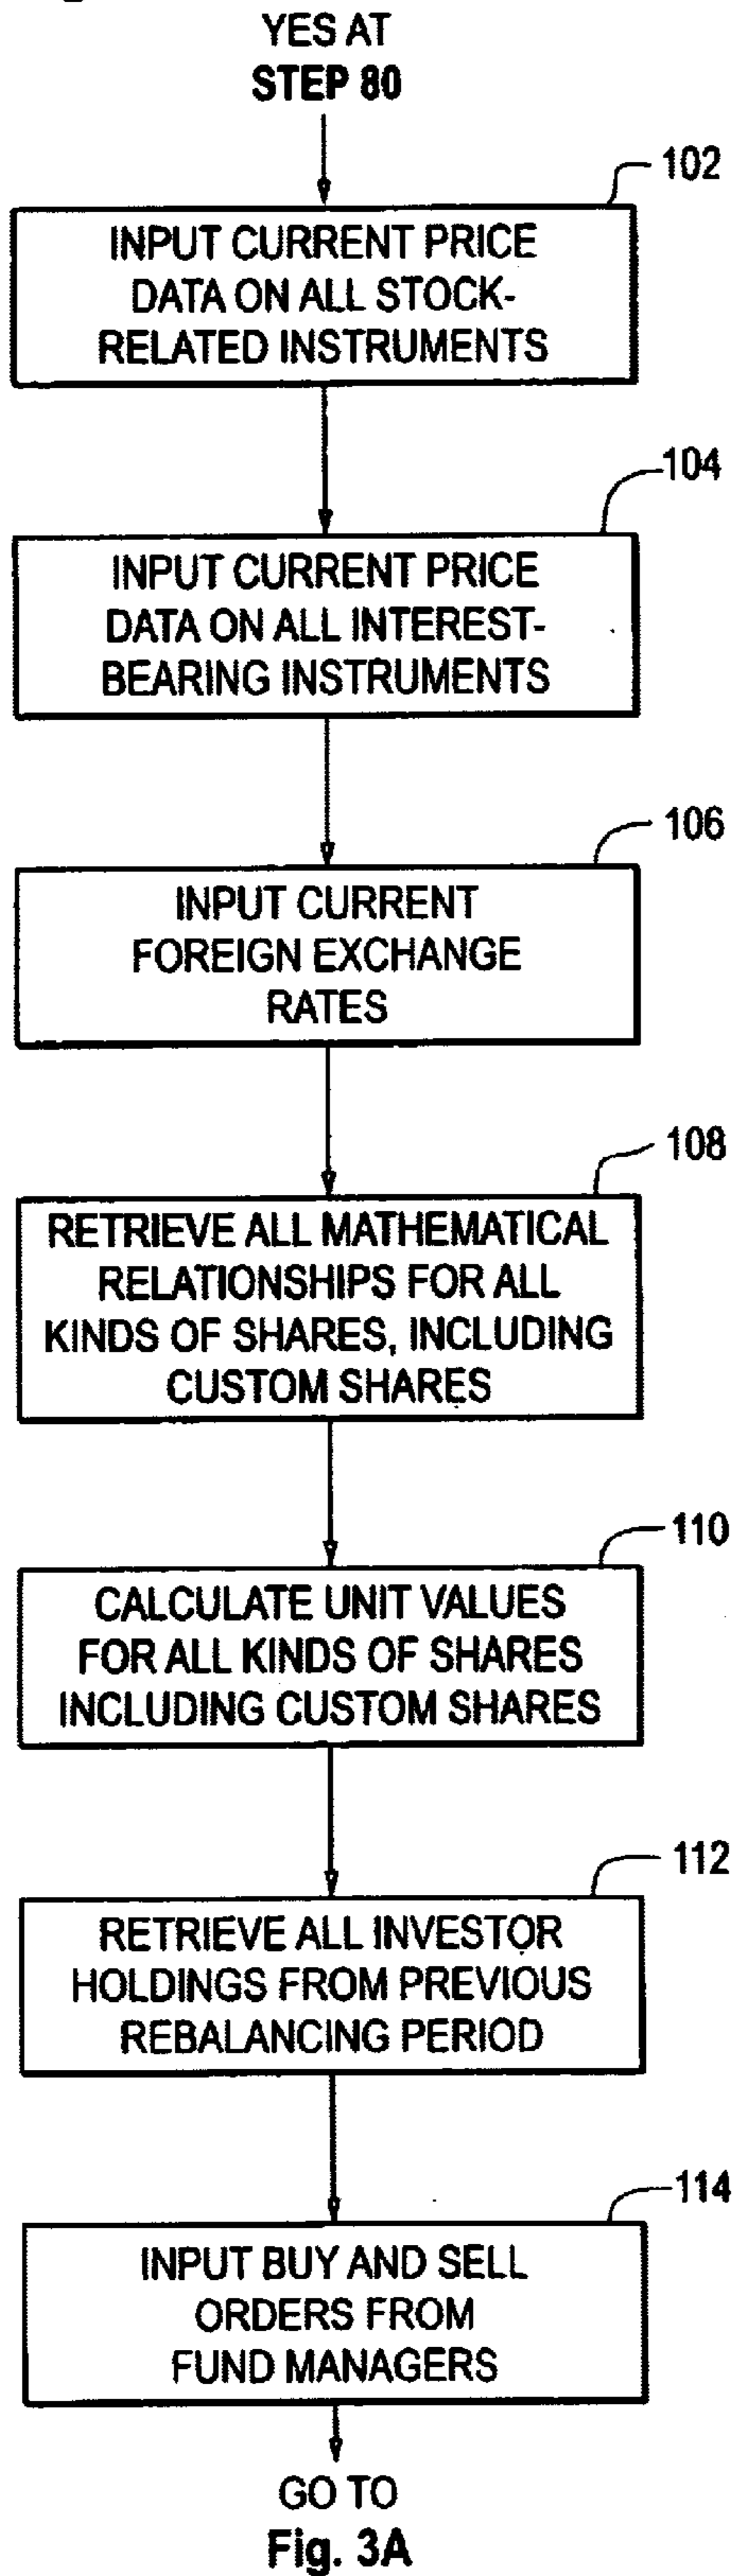 YES AT
STEP 80
102
INPUT CURRENT PRICE
DATA ON ALL STOCK-
RELATED INSTRUMENTS
104
INPUT CURRENT PRICE
DATA ON ALL INTEREST-
BEARING INSTRUMENTS
106
INPUT CURRENT
FOREIGN EXCHANGE
RATES
108
RETRIEVE ALL MATHEMATICAL
RELATIONSHIPS FOR ALL
KINDS OF SHARES, INCLUDING
CUSTOM SHARES
110
CALCULATE UNIT VALUES
FOR ALL KINDS OF SHARES
INCLUDING CUSTOM SHARES
112
RETRIEVE ALL INVESTOR
HOLDINGS FROM PREVIOUS
REBALANCING PERIOD
114
INPUT BUY AND SELL
ORDERS FROM
FUND MANAGERS
GO TO
Fig. 3A